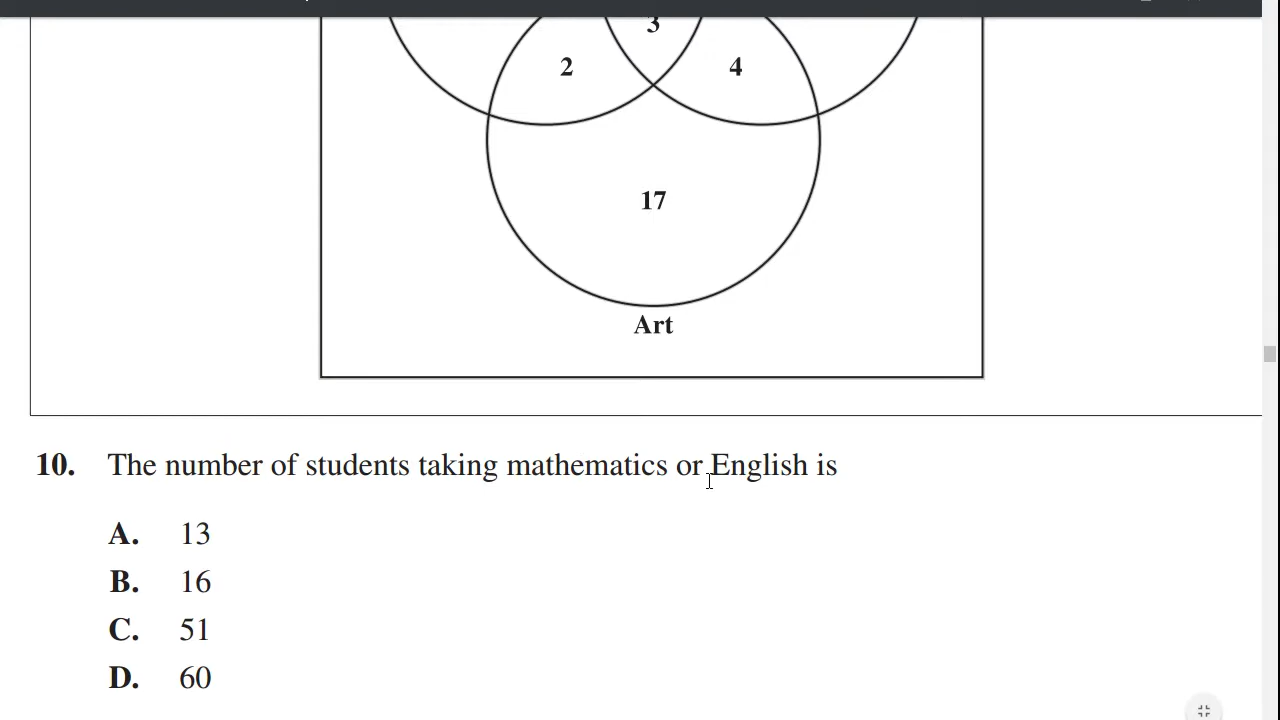 3
2 4
17
Art
10. The number of students taking mathematics or English is
A. 13
B. 16
C. 51
D. 60